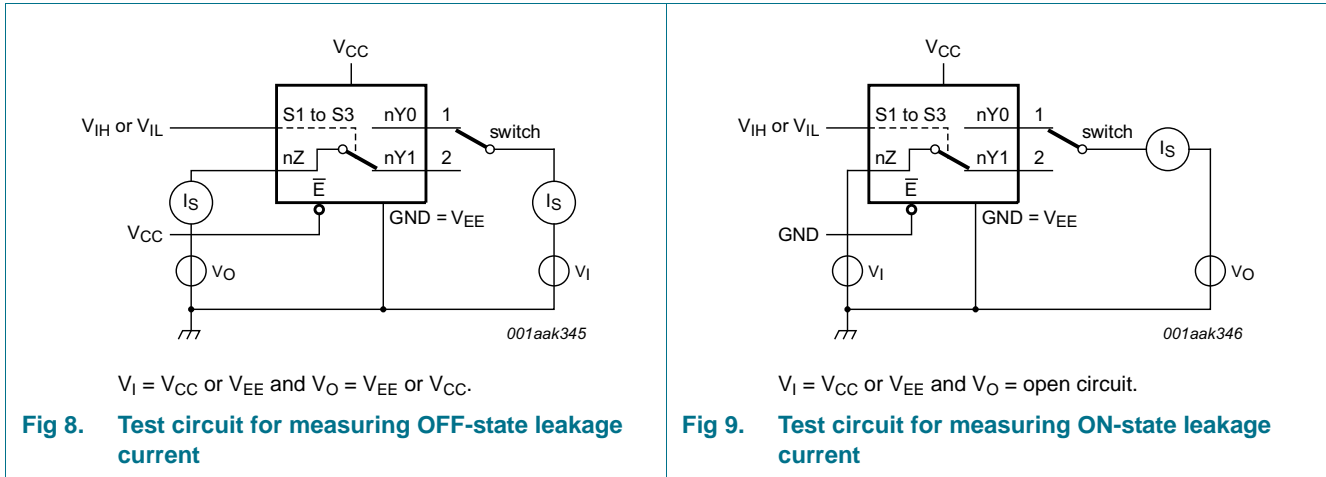 VCC
S1 to S3
nY0
1
VIH or VIL
switch
nZ
nY1
2
E
IS
IS
GND = VEE
VCC
VO
VI
001aak345
VI = VCC or VEE and VO = VEE or VCC.
Fig 8. Test circuit for measuring OFF-state leakage
current
VCC
S1 to S3
nY0
1
VIH or VIL
switch
nZ
nY1
2
IS
E
GND = VEE
GND
VI
VO
001aak346
VI = VCC or VEE and VO = open circuit.
Fig 9. Test circuit for measuring ON-state leakage
current